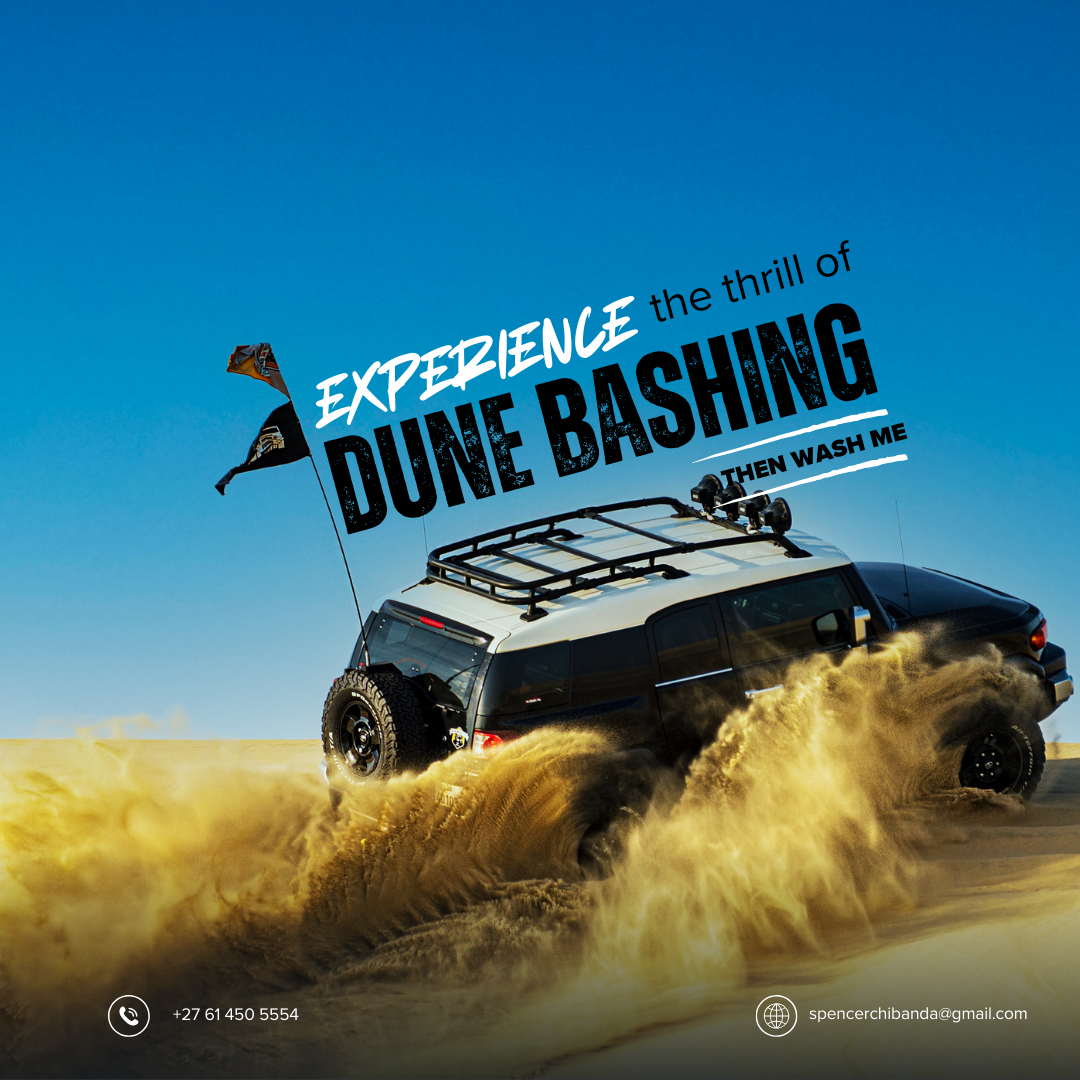 EXPERIENCE the thrill of
DUNE BASHING
THEN WASH ME
+27 61 450 5554
spencerchibanda@gmail.com